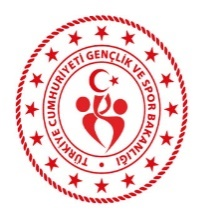 TÜRKİYE CUMHURİYETİ GENÇLİK VE SPOR BAKANLIĞI